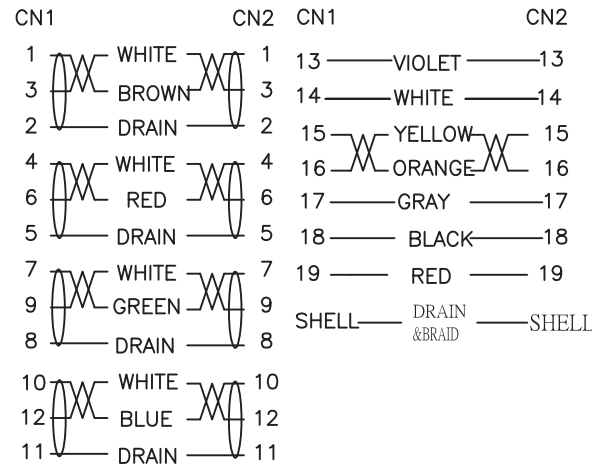 CN1 CN2
1 WHITE 1
3 BROWN 3
2 DRAIN 2
4 WHITE 4
6 RED 6
5 DRAIN 5
7 WHITE 7
9 GREEN 9
8 DRAIN 8
10 WHITE 10
12 BLUE 12
11 DRAIN 11
CN1 CN2
13 VIOLET 13
14 WHITE 14
15 YELLOW 15
16 ORANGE 16
17 GRAY 17
18 BLACK 18
19 RED 19
SHELL DRAIN SHELL
&BRAID